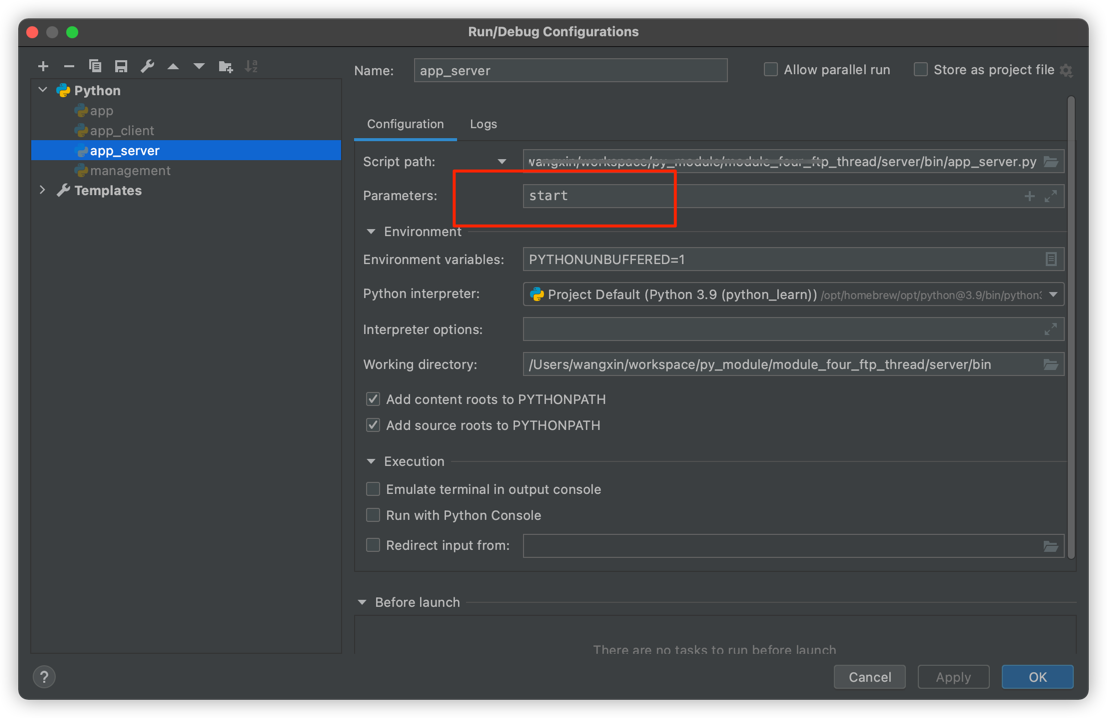 Run/Debug Configurations
Name: app_server
Allow parallel run
Store as project file
Python
app
app_client
app_server
management
Templates
Configuration Logs
Script path: wangxin/workspace/py_module/module_four_ftp_thread/server/bin/app_server.py
Parameters: start
Environment
Environment variables: PYTHONUNBUFFERED=1
Python interpreter: Project Default (Python 3.9 (python_learn)) /opt/homebrew/opt/python@3.9/bin/python3
Interpreter options:
Working directory: /Users/wangxin/workspace/py_module/module_four_ftp_thread/server/bin
Add content roots to PYTHONPATH
Add source roots to PYTHONPATH
Execution
Emulate terminal in output console
Run with Python Console
Redirect input from:
Before launch
There are no tasks to run before launch
? Cancel Apply OK